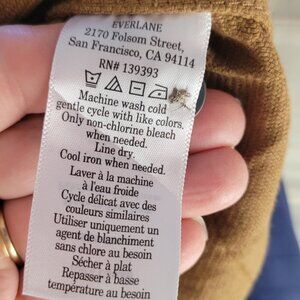 EVERLANE
2170 Folsom Street,
San Francisco, CA 94114
RN# 139393
Machine wash cold
gentle cycle with like colors.
Only non-chlorine bleach
when needed.
Line dry.
Cool iron when needed.
Laver à la machine
à l'eau froide
Cycle délicat avec des
couleurs similaires
Utiliser uniquement un
agent de blanchiment
sans chlore au besoin
Sécher à plat
Repasser à basse
température au besoin